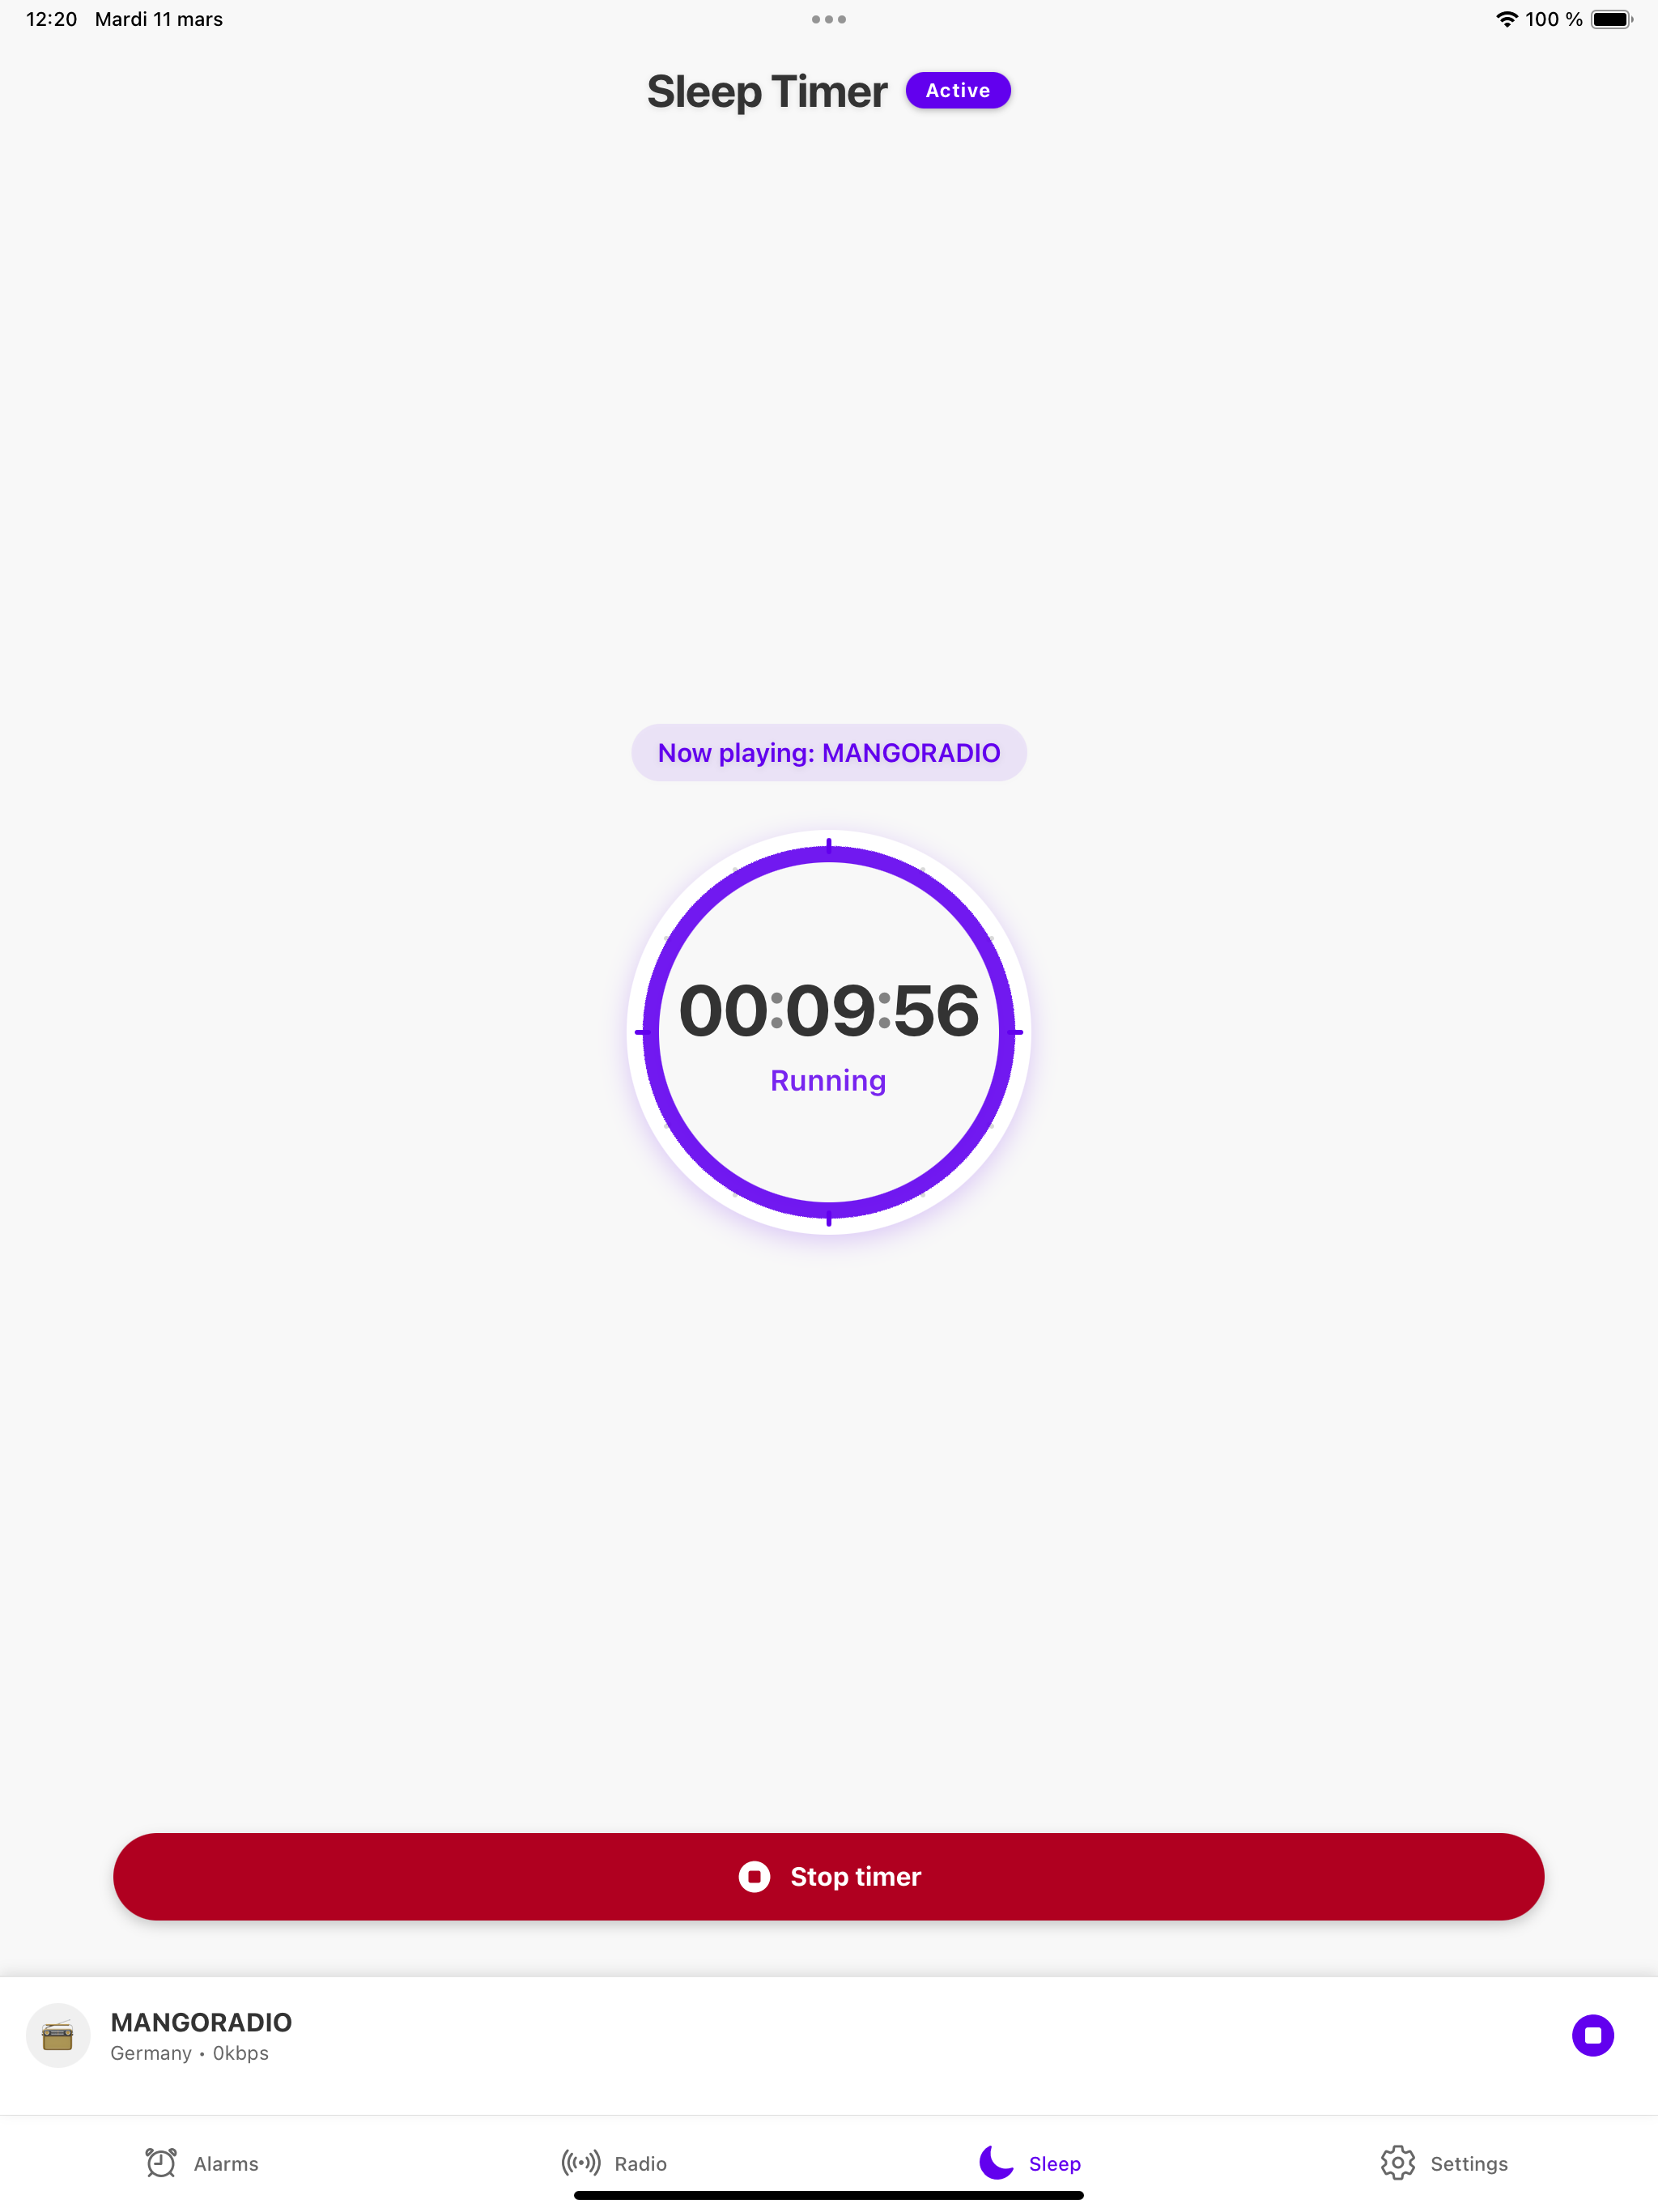 12:20 Mardi 11 mars
100 %
Sleep Timer Active
Now playing: MANGORADIO
00:09:56
Running
Stop timer
MANGORADIO
Germany • 0kbps
Alarms
Radio
Sleep
Settings